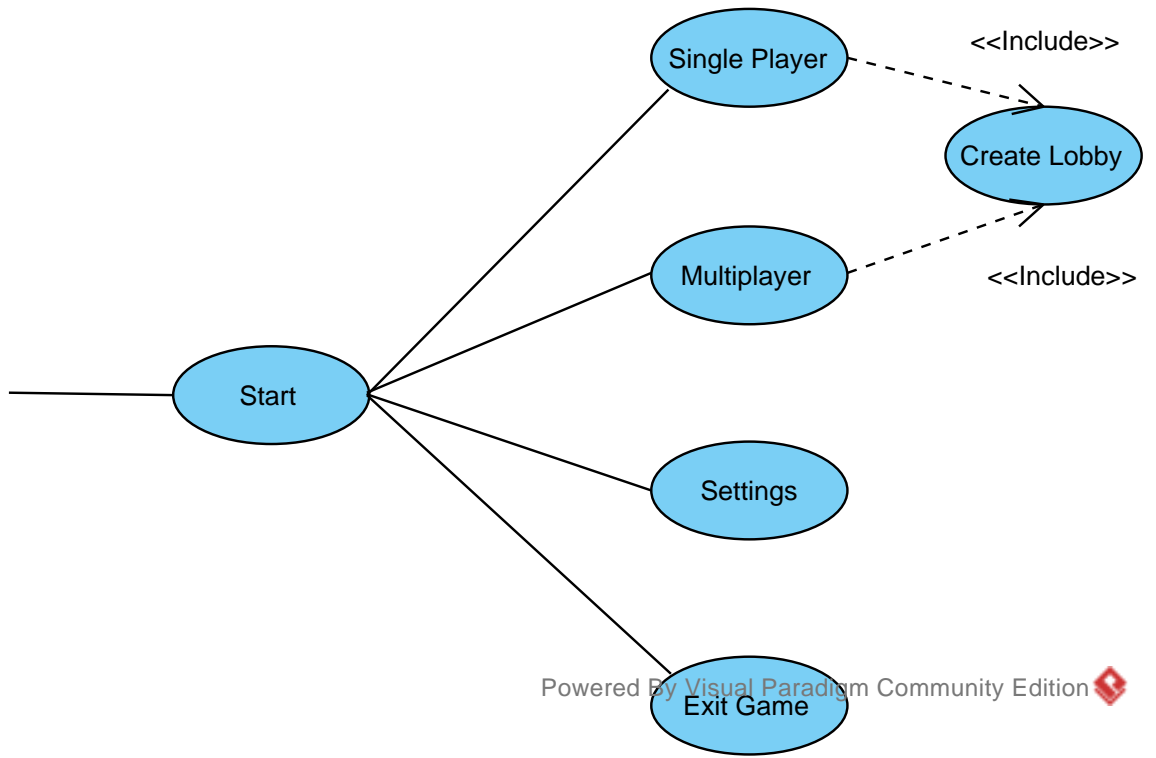 <<Include>>
Single Player
Create Lobby
Multiplayer
<<Include>>
Start
Settings
Powered By Visual Paradigm Community Edition
Exit Game